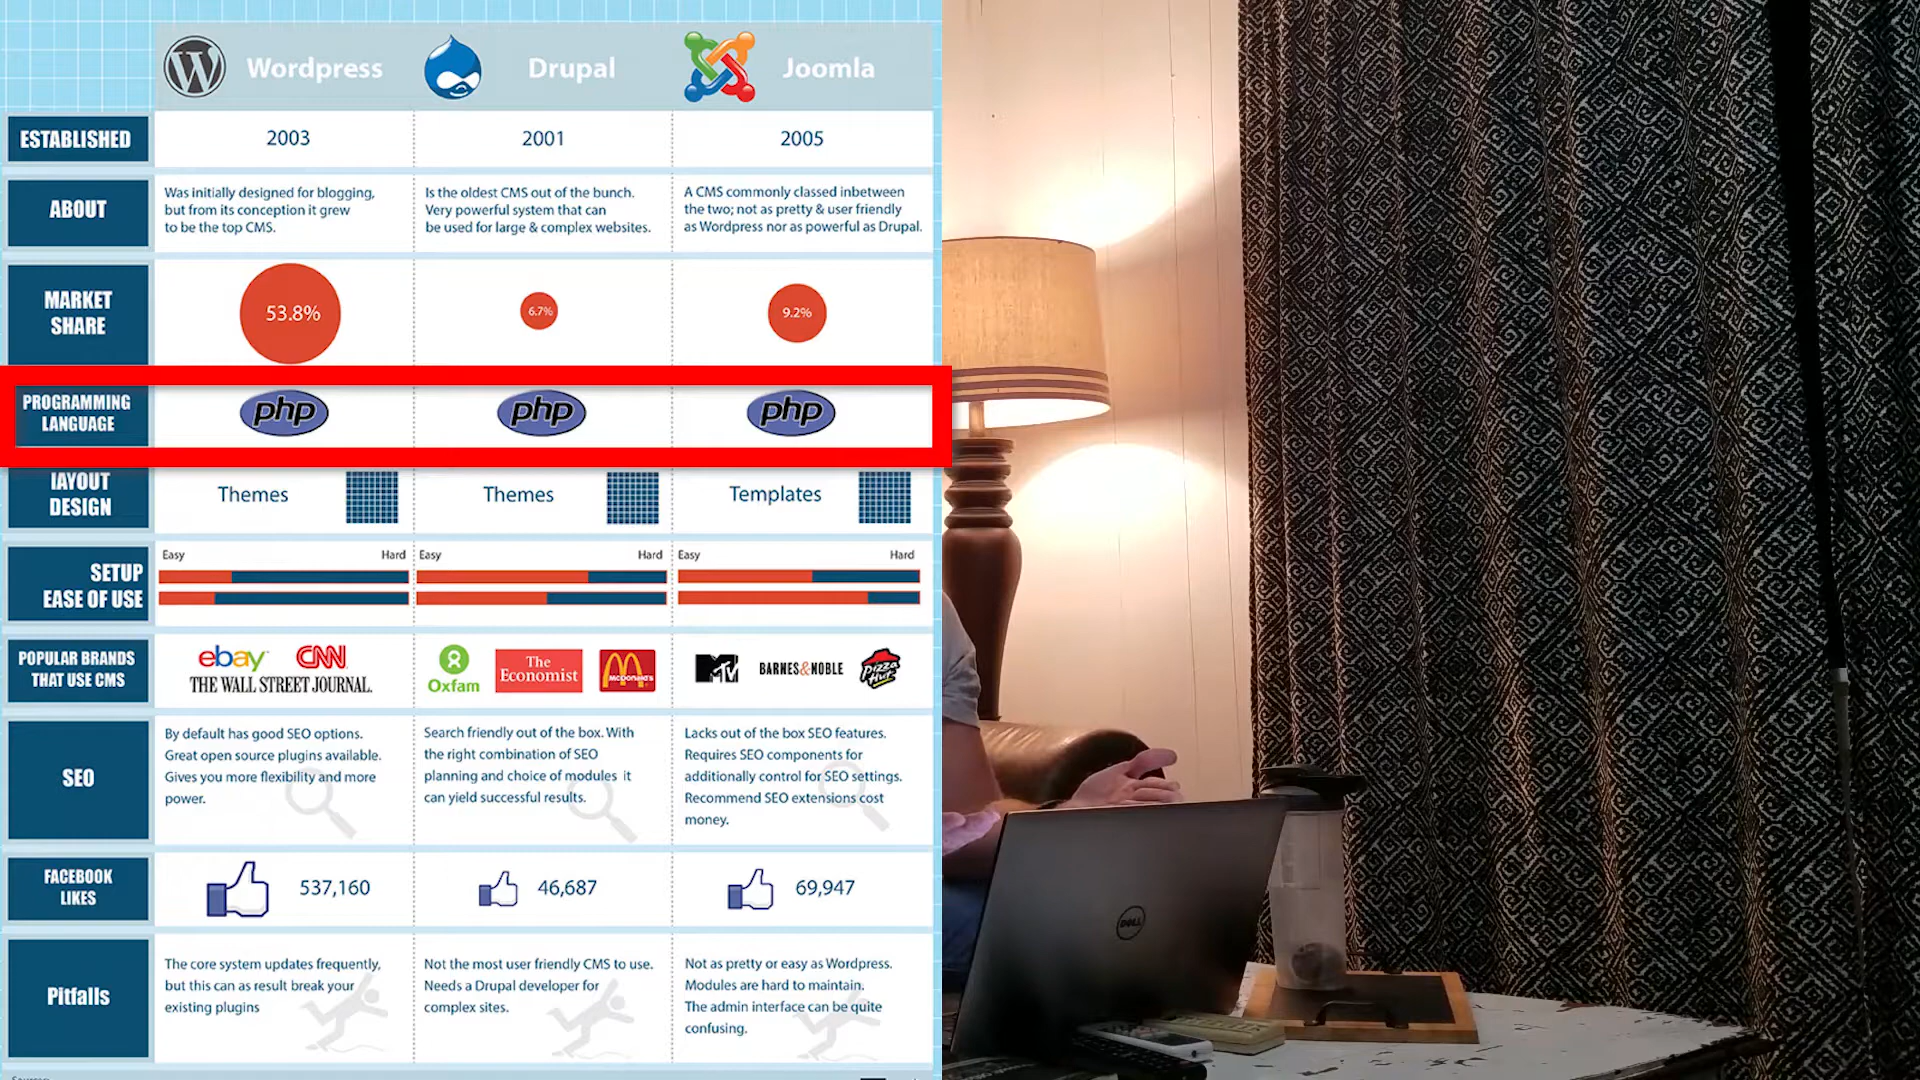 Wordpress
Drupal
Joomla
ESTABLISHED
2003
2001
2005
ABOUT
Was initially designed for blogging,
but from its conception it grew
to be the top CMS.
Is the oldest CMS out of the bunch.
Very powerful system that can
be used for large & complex websites.
A CMS commonly classed inbetween
the two; not as pretty & user friendly
as Wordpress nor as powerful as Drupal.
MARKET
SHARE
53.8%
6.7%
9.2%
PROGRAMMING
LANGUAGE
php
php
php
lAYOUT
DESIGN
Themes
Themes
Templates
SETUP
EASE OF USE
Easy
Hard
Easy
Hard
Easy
Hard
POPULAR BRANDS
THAT USE CMS
ebay
CNN
THE WALL STREET JOURNAL.
Oxfam
The
Economist
McDonald's
MTV
BARNES&NOBLE
Pizza
Hut
SEO
By default has good SEO options.
Great open source plugins available.
Gives you more flexibility and more
power.
Search friendly out of the box. With
the right combination of SEO
planning and choice of modules it
can yield successful results.
Lacks out of the box SEO features.
Requires SEO components for
additionally control for SEO settings.
Recommend SEO extensions cost
money.
FACEBOOK
LIKES
537,160
46,687
69,947
Pitfalls
The core system updates frequently,
but this can as result break your
existing plugins
Not the most user friendly CMS to use.
Needs a Drupal developer for
complex sites.
Not as pretty or easy as Wordpress.
Modules are hard to maintain.
The admin interface can be quite
confusing.
DELL